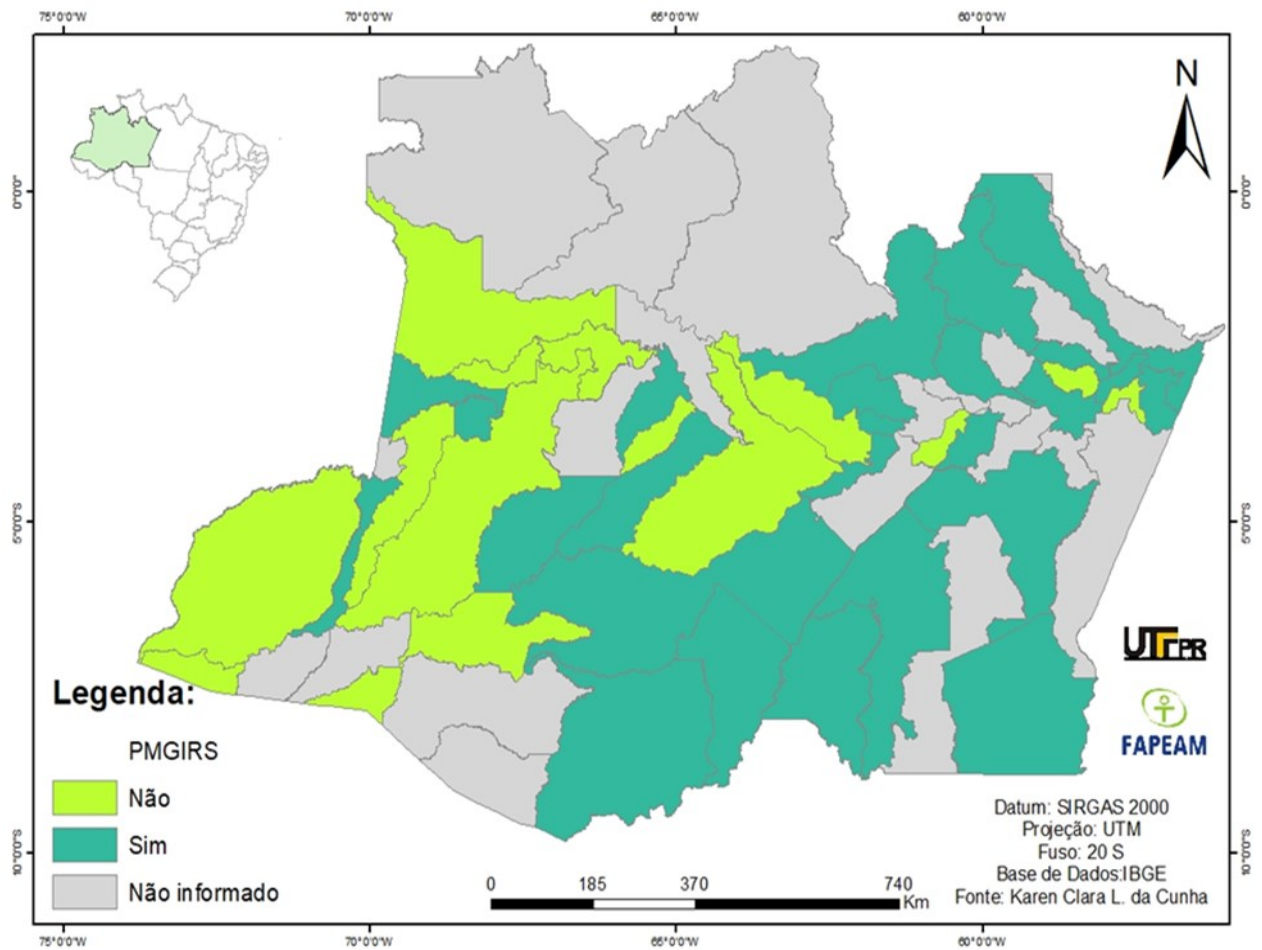 75°0'0"W 70°0'0"W 65°0'0"W 60°0'0"W
N
0°0'0" 0°0'0"
5°0'0"S 5°0'0"S
10°0'0"S 10°0'0"S
Legenda:
PMGIRS
Não
Sim
Não informado
UTFPR
FAPEAM
Datum: SIRGAS 2000
Projeção: UTM
Fuso: 20 S
Base de Dados:IBGE
Fonte: Karen Clara L. da Cunha
0 185 370 740
Km
75°0'0"W 70°0'0"W 65°0'0"W 60°0'0"W